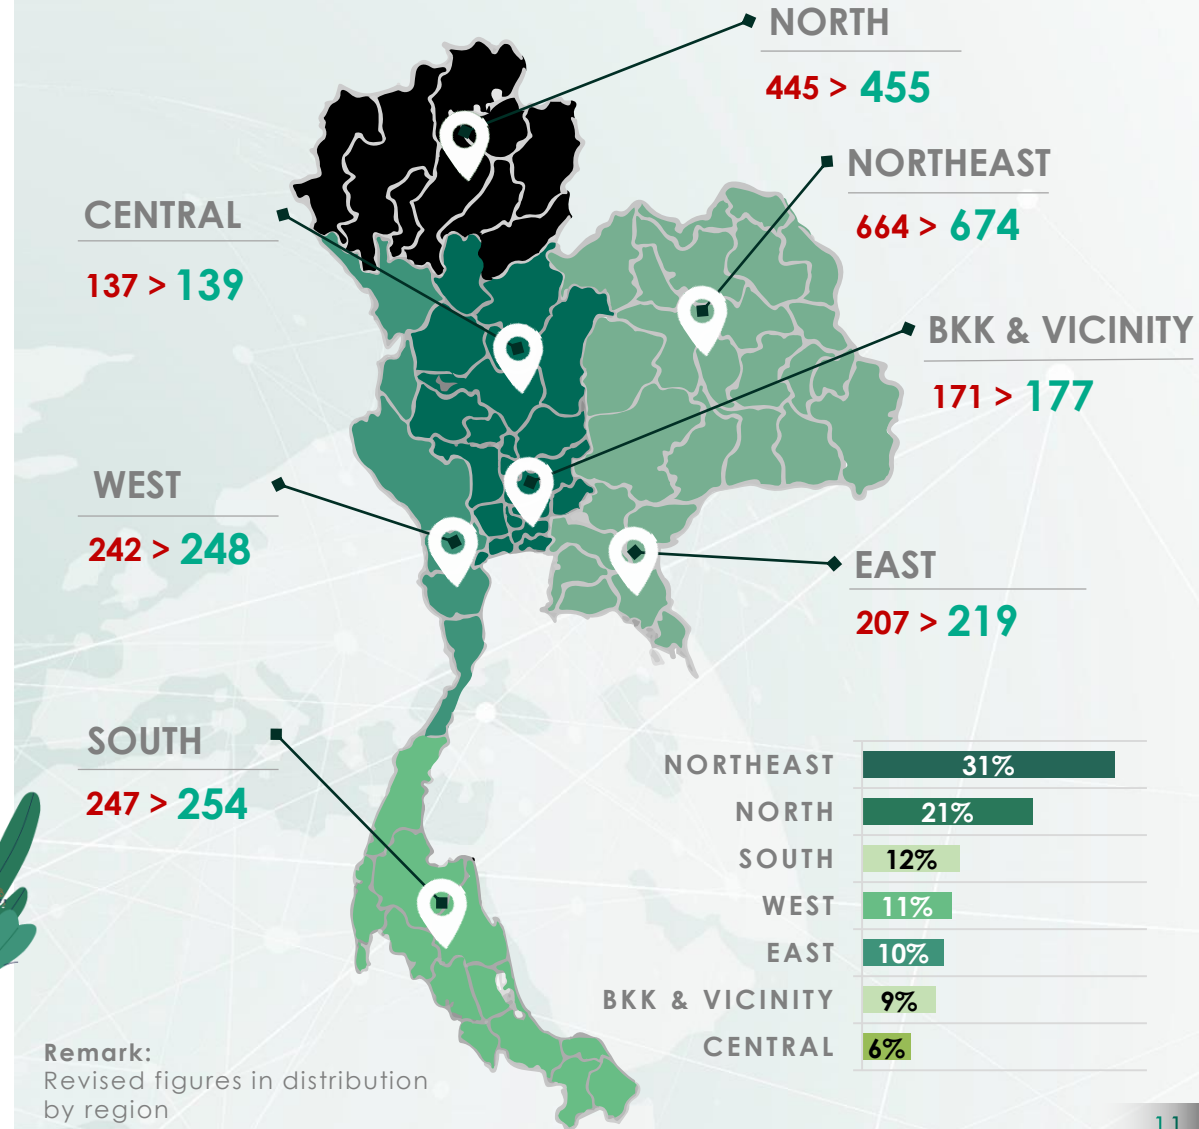 NORTH
445 > 455
NORTHEAST
664 > 674
CENTRAL
137 > 139
BKK & VICINITY
171 > 177
WEST
242 > 248
EAST
207 > 219
SOUTH
247 > 254
NORTHEAST 31%
NORTH 21%
SOUTH 12%
WEST 11%
EAST 10%
BKK & VICINITY 9%
CENTRAL 6%
Remark:
Revised figures in distribution
by region
11